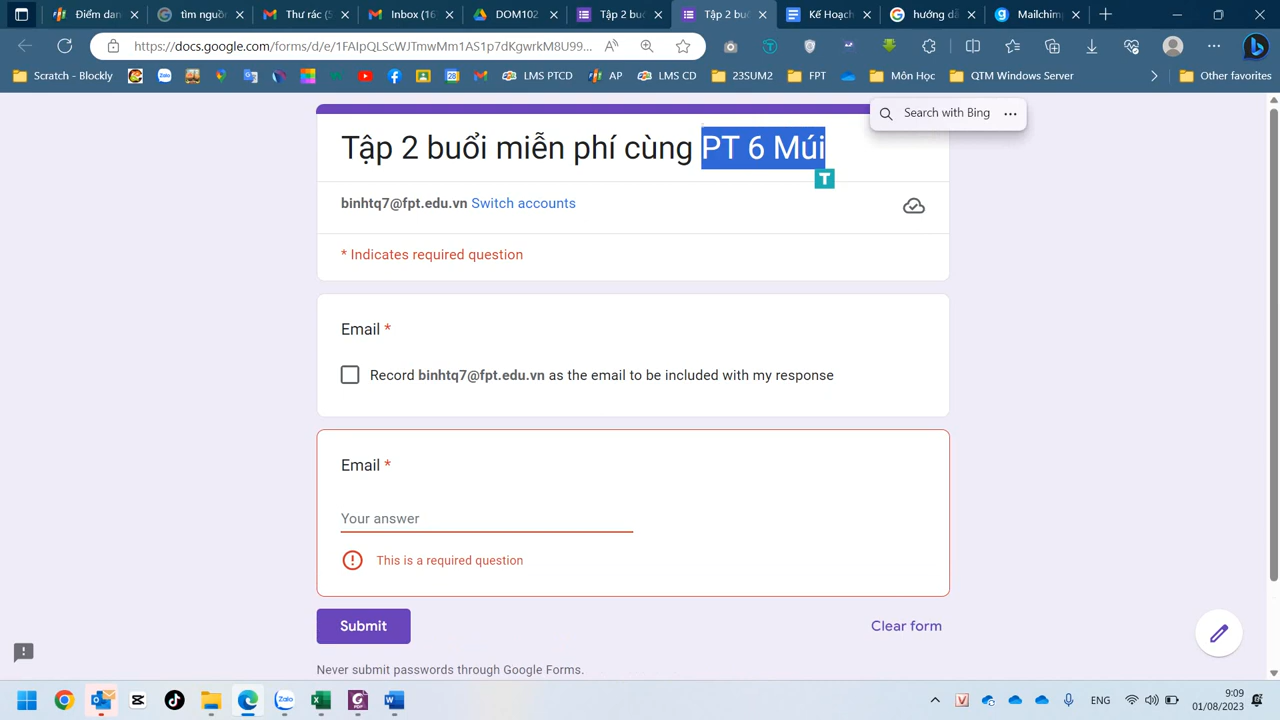 Điểm dan
tìm nguồ
Thư rác (5
Inbox (16
DOM102
Tập 2 buổ
Tập 2 buổ
Kế Hoạch
hướng dẫ
Mailchim
https://docs.google.com/forms/d/e/1FAIpQLScWJTmwMm1AS1p7dKgwrkM8U99...
Scratch - Blockly
LMS PTCD
AP
LMS CD
23SUM2
FPT
Môn Học
QTM Windows Server
Other favorites
Search with Bing
Tập 2 buổi miễn phí cùng PT 6 Múi
binhtq7@fpt.edu.vn Switch accounts
* Indicates required question
Email *
Record binhtq7@fpt.edu.vn as the email to be included with my response
Email *
Your answer
This is a required question
Submit
Clear form
Never submit passwords through Google Forms.
ENG
9:09
01/08/2023